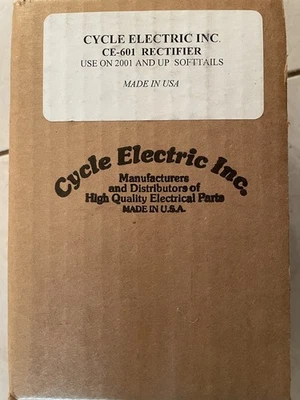 CYCLE ELECTRIC INC.
CE-601 RECTIFIER
USE ON 2001 AND UP SOFTTAILS
MADE IN USA
Cycle Electric Inc.
Manufacturers
and Distributors of
High Quality Electrical Parts
MADE IN U.S.A.